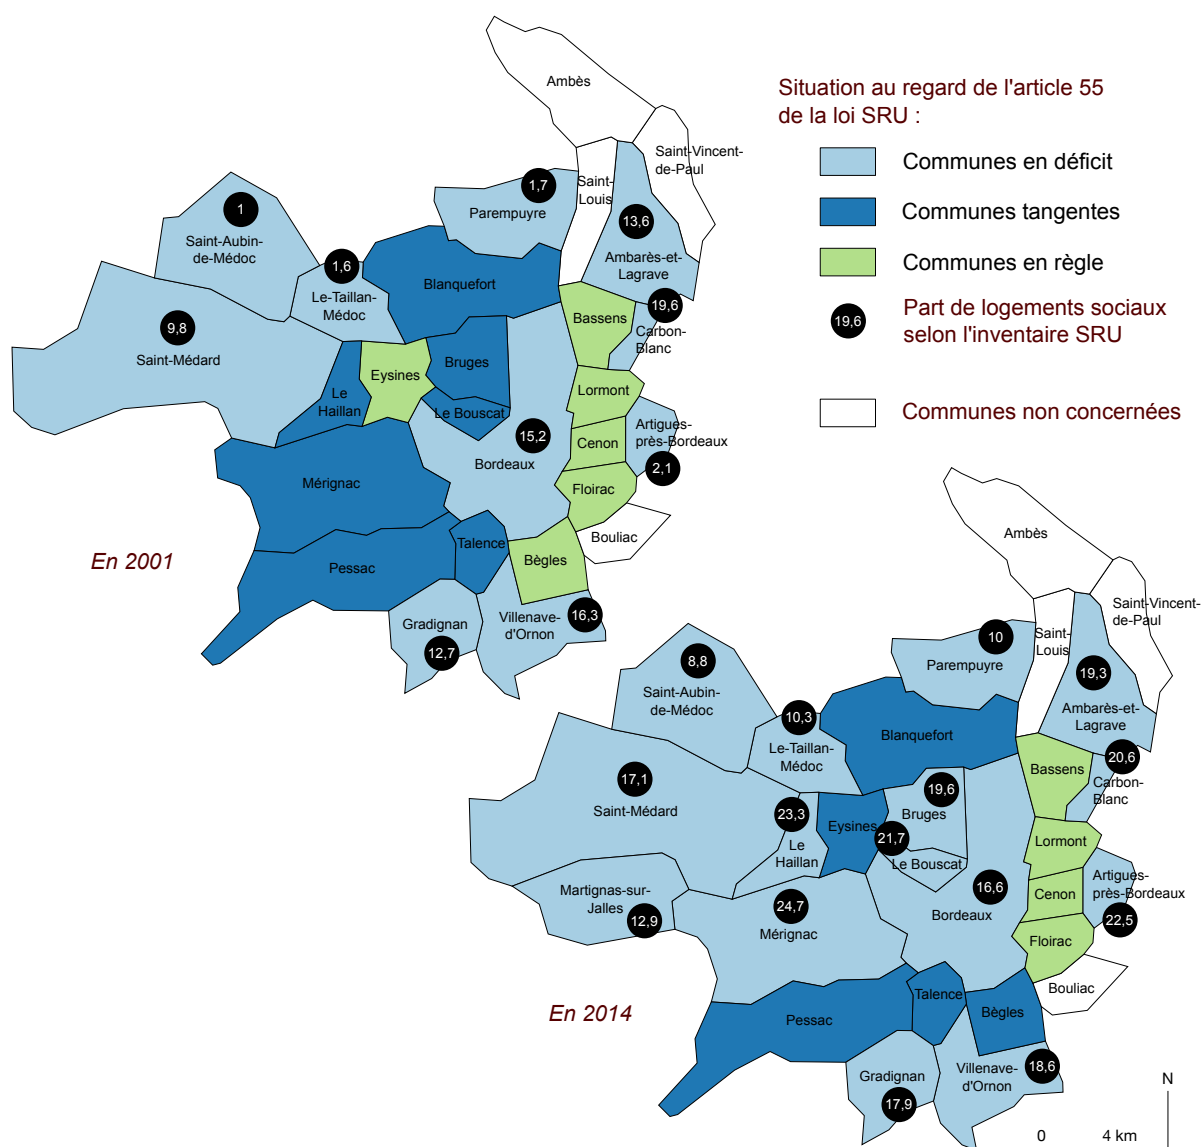 Situation au regard de l'article 55
de la loi SRU :
Communes en déficit
Communes tangentes
Communes en règle
19,6
Part de logements sociaux
selon l'inventaire SRU
Communes non concernées
En 2001
Ambès
Saint-Vincent-
de-Paul
Saint-
Louis
1,7
Parempuyre
13,6
Ambarès-et-
Lagrave
1
Saint-Aubin-
de-Médoc
1,6
Le-Taillan-
Médoc
Blanquefort
19,6
Carbon-
Blanc
Bassens
9,8
Saint-Médard
Bruges
Eysines
Le
Haillan
Le Bouscat
Lormont
15,2
Bordeaux
Artigues-
près-Bordeaux
2,1
Cenon
Mérignac
Floirac
Bouliac
Talence
Bègles
Pessac
Gradignan
12,7
Villenave-
d'Ornon
16,3
En 2014
Ambès
Saint-Vincent-
de-Paul
Saint-
Louis
10
Parempuyre
19,3
Ambarès-et-
Lagrave
8,8
Saint-Aubin-
de-Médoc
10,3
Le-Taillan-
Médoc
Blanquefort
20,6
Carbon-
Blanc
Bassens
17,1
Saint-Médard
19,6
Bruges
23,3
Le
Haillan
Eysines
21,7
Le Bouscat
Lormont
16,6
Bordeaux
Artigues-
près-Bordeaux
22,5
Cenon
Martignas-sur-
Jalles
12,9
24,7
Mérignac
Floirac
Bouliac
Talence
Bègles
Pessac
Gradignan
17,9
Villenave-
d'Ornon
18,6
N
0 4 km